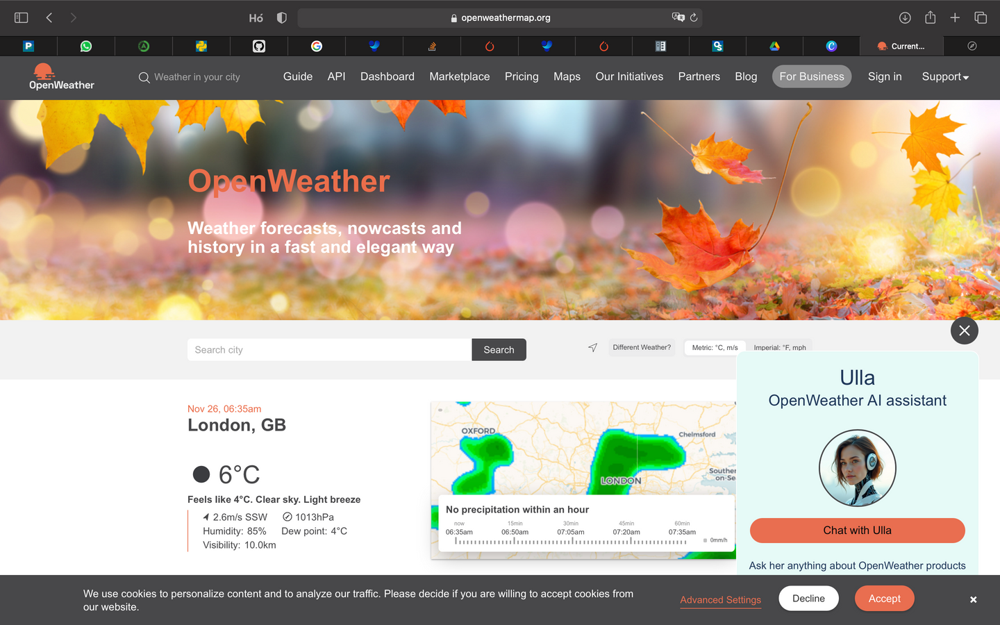 Hó
openweathermap.org
Current...
OpenWeather
Weather in your city
Guide
API
Dashboard
Marketplace
Pricing
Maps
Our Initiatives
Partners
Blog
For Business
Sign in
Support
OpenWeather
Weather forecasts, nowcasts and
history in a fast and elegant way
Search city
Search
Different Weather?
Metric: °C, m/s
Imperial: °F, mph
Nov 26, 06:35am
London, GB
6°C
Feels like 4°C. Clear sky. Light breeze
2.6m/s SSW
1013hPa
Humidity: 85%
Dew point: 4°C
Visibility: 10.0km
OXFORD
Chelmsford
LONDON
Southen
on-Se
No precipitation within an hour
now
15min
30min
45min
60min
06:35am
06:50am
07:05am
07:20am
07:35am
0mm/h
Ulla
OpenWeather AI assistant
Chat with Ulla
Ask her anything about OpenWeather products
We use cookies to personalize content and to analyze our traffic. Please decide if you are willing to accept cookies from
our website.
Advanced Settings
Decline
Accept